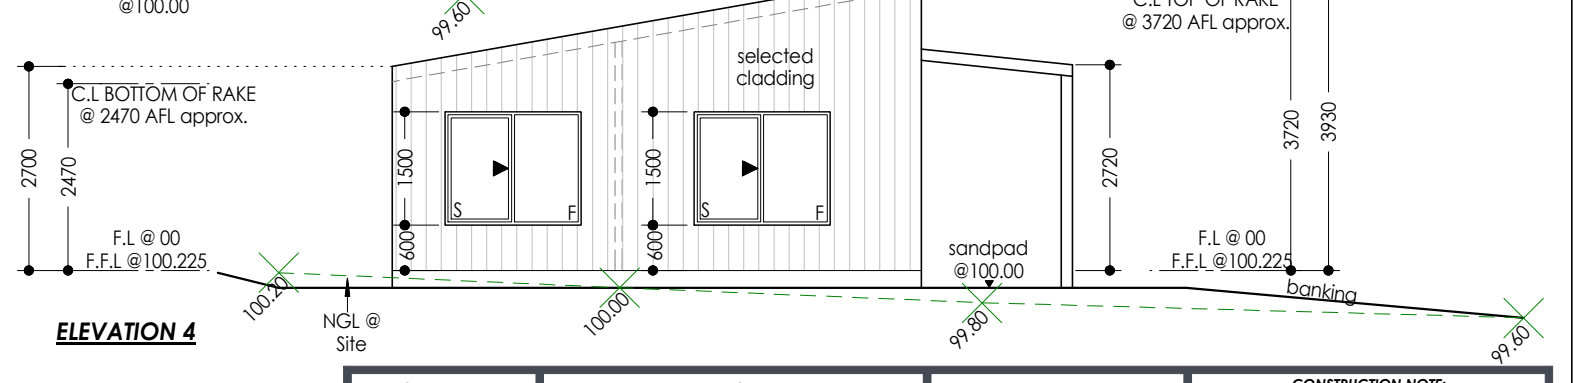 @100.00
99.60
C.L TOP OF RAKE
@ 3720 AFL approx.
selected
cladding
C.L BOTTOM OF RAKE
@ 2470 AFL approx.
2700
2470
1500
1500
2720
3720
3930
S
F
S
F
600
600
F.L @ 00
F.F.L @100.225
sandpad
@100.00
F.L @ 00
F.F.L @100.225
banking
100.20
100.00
99.80
99.60
NGL @
Site
ELEVATION 4
CONSTRUCTION NOTE: